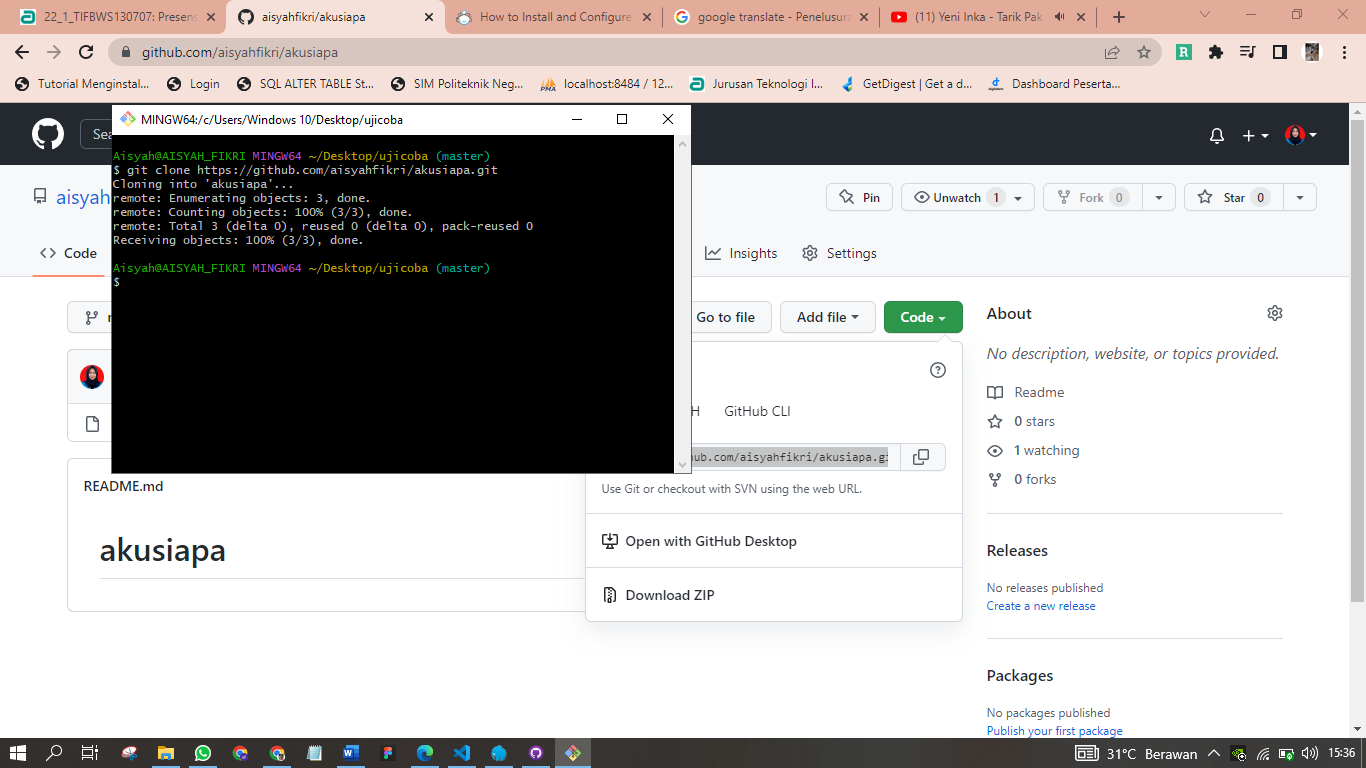 22_1_TIFBWS130707: Presens
aisyahfikri/akusiapa
How to Install and Configure
google translate - Penelusura
(11) Yeni Inka - Tarik Pak
github.com/aisyahfikri/akusiapa
Tutorial Menginstal...
Login
SQL ALTER TABLE St...
SIM Politeknik Neg...
localhost:8484 / 12...
Jurusan Teknologi I...
GetDigest | Get a d...
Dashboard Peserta...
MINGW64:/c/Users/Windows 10/Desktop/ujicoba
Aisyah@AISYAH_FIKRI MINGW64 ~/Desktop/ujicoba (master)
$ git clone https://github.com/aisyahfikri/akusiapa.git
Cloning into 'akusiapa'...
remote: Enumerating objects: 3, done.
remote: Counting objects: 100% (3/3), done.
remote: Total 3 (delta 0), reused 0 (delta 0), pack-reused 0
Receiving objects: 100% (3/3), done.
Aisyah@AISYAH_FIKRI MINGW64 ~/Desktop/ujicoba (master)
$
Sea
aisyah
Pin
Unwatch 1
Fork 0
Star 0
<> Code
Insights
Settings
Go to file
Add file
Code
H
GitHub CLI
hub.com/aisyahfikri/akusiapa.gi
Use Git or checkout with SVN using the web URL.
Open with GitHub Desktop
Download ZIP
README.md
akusiapa
About
No description, website, or topics provided.
Readme
0 stars
1 watching
0 forks
Releases
No releases published
Create a new release
Packages
No packages published
Publish your first package
31°C Berawan
15:36